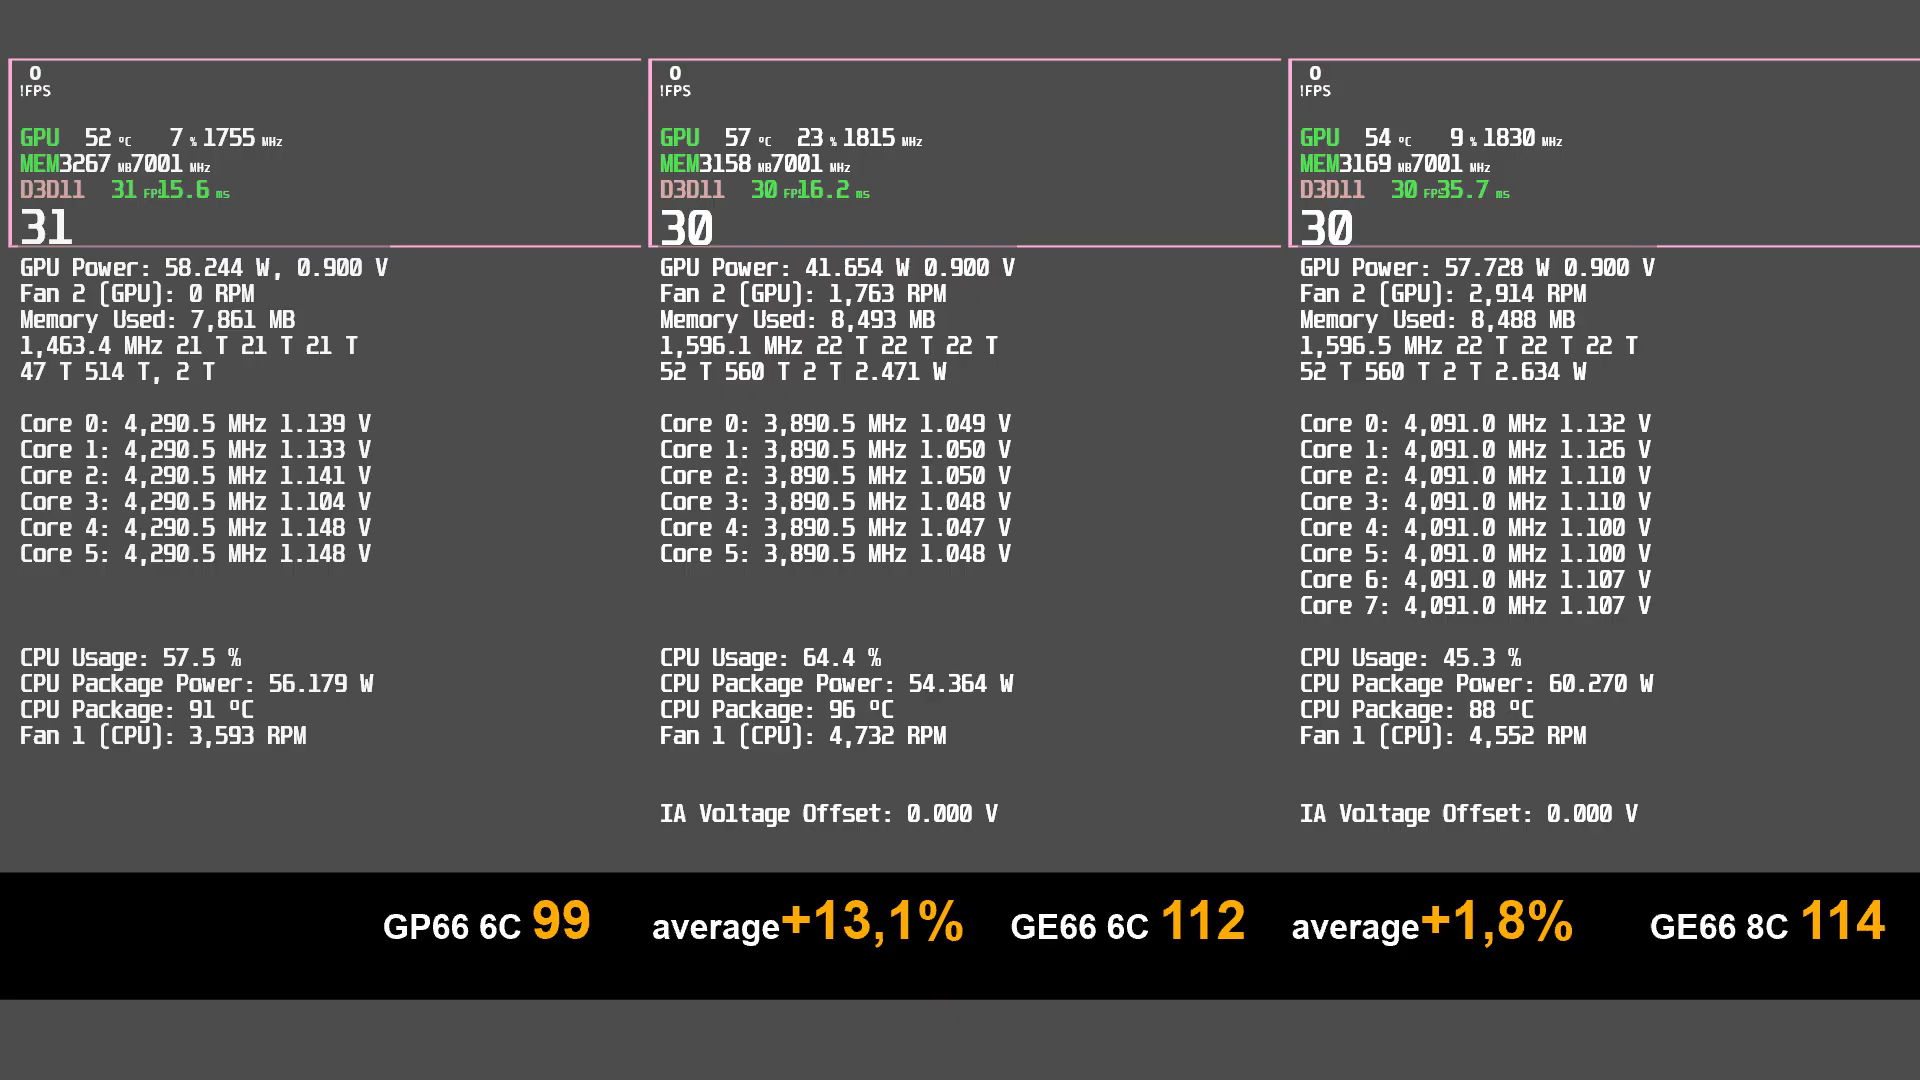 0
!FPS
GPU 52 °C 7 % 1755 MHz
MEM 3267 MB 7001 MHz
D3D11 31 FPS 15.6 ms
31
GPU Power: 58.244 W, 0.900 V
Fan 2 (GPU): 0 RPM
Memory Used: 7,861 MB
1,463.4 MHz 21 T 21 T 21 T
47 T 514 T, 2 T
Core 0: 4,290.5 MHz 1.139 V
Core 1: 4,290.5 MHz 1.133 V
Core 2: 4,290.5 MHz 1.141 V
Core 3: 4,290.5 MHz 1.104 V
Core 4: 4,290.5 MHz 1.148 V
Core 5: 4,290.5 MHz 1.148 V
CPU Usage: 57.5 %
CPU Package Power: 56.179 W
CPU Package: 91 °C
Fan 1 (CPU): 3,593 RPM
0
!FPS
GPU 57 °C 23 % 1815 MHz
MEM 3158 MB 7001 MHz
D3D11 30 FPS 16.2 ms
30
GPU Power: 41.654 W 0.900 V
Fan 2 (GPU): 1,763 RPM
Memory Used: 8,493 MB
1,596.1 MHz 22 T 22 T 22 T
52 T 560 T 2 T 2.471 W
Core 0: 3,890.5 MHz 1.049 V
Core 1: 3,890.5 MHz 1.050 V
Core 2: 3,890.5 MHz 1.050 V
Core 3: 3,890.5 MHz 1.048 V
Core 4: 3,890.5 MHz 1.047 V
Core 5: 3,890.5 MHz 1.048 V
CPU Usage: 64.4 %
CPU Package Power: 54.364 W
CPU Package: 96 °C
Fan 1 (CPU): 4,732 RPM
IA Voltage Offset: 0.000 V
0
!FPS
GPU 54 °C 9 % 1830 MHz
MEM 3169 MB 7001 MHz
D3D11 30 FPS 35.7 ms
30
GPU Power: 57.728 W 0.900 V
Fan 2 (GPU): 2,914 RPM
Memory Used: 8,488 MB
1,596.5 MHz 22 T 22 T 22 T
52 T 560 T 2 T 2.634 W
Core 0: 4,091.0 MHz 1.132 V
Core 1: 4,091.0 MHz 1.126 V
Core 2: 4,091.0 MHz 1.110 V
Core 3: 4,091.0 MHz 1.110 V
Core 4: 4,091.0 MHz 1.100 V
Core 5: 4,091.0 MHz 1.100 V
Core 6: 4,091.0 MHz 1.107 V
Core 7: 4,091.0 MHz 1.107 V
CPU Usage: 45.3 %
CPU Package Power: 60.270 W
CPU Package: 88 °C
Fan 1 (CPU): 4,552 RPM
IA Voltage Offset: 0.000 V
GP66 6C 99 average+13,1% GE66 6C 112 average+1,8% GE66 8C 114